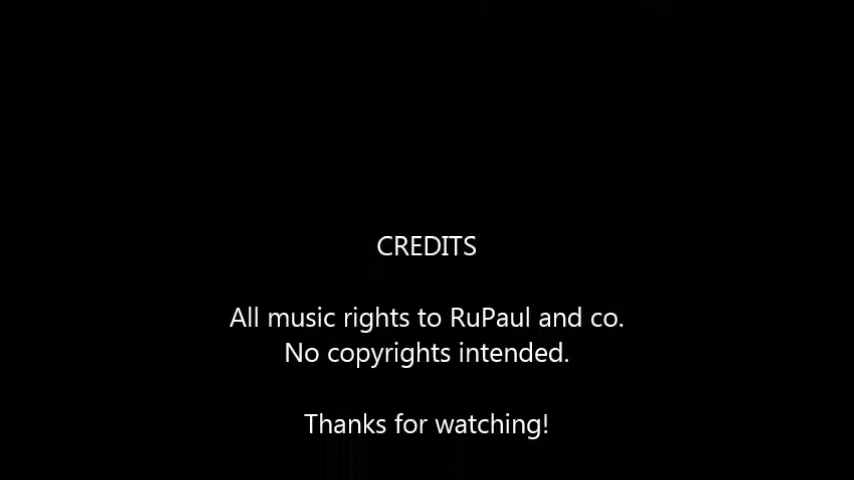 CREDITS
All music rights to RuPaul and co.
No copyrights intended.
Thanks for watching!